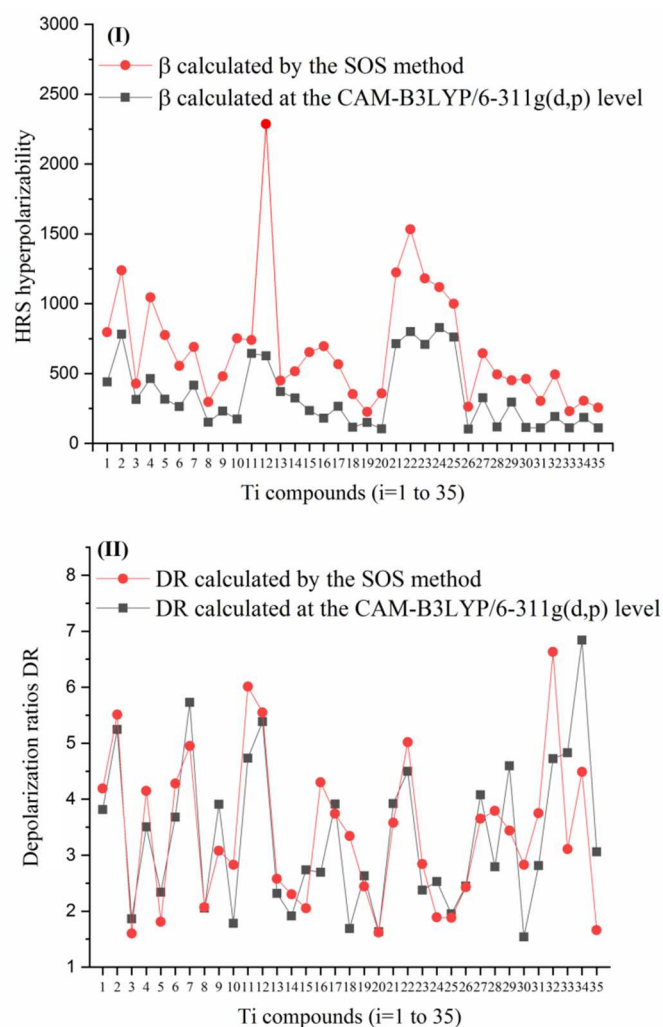 (I)
3000
β calculated by the SOS method
β calculated at the CAM-B3LYP/6-311g(d,p) level
2500
2000
1500
1000
500
0
HRS hyperpolarizability
1 2 3 4 5 6 7 8 9 10 11 12 13 14 15 16 17 18 19 20 21 22 23 24 25 26 27 28 29 30 31 32 33 34 35
Ti compounds (i=1 to 35)
(II)
8
DR calculated by the SOS method
DR calculated at the CAM-B3LYP/6-311g(d,p) level
7
6
5
4
3
2
1
Depolarization ratios DR
1 2 3 4 5 6 7 8 9 10 11 12 13 14 15 16 17 18 19 20 21 22 23 24 25 26 27 28 29 30 31 32 33 34 35
Ti compounds (i=1 to 35)